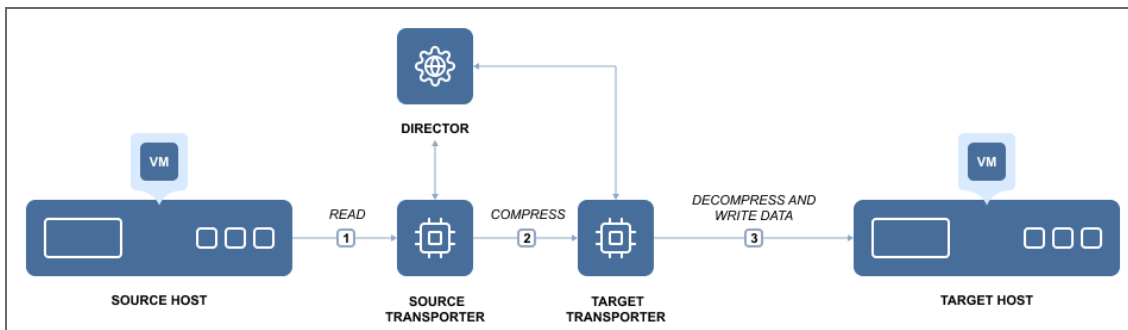 DIRECTOR
VM
VM
READ
1
COMPRESS
2
DECOMPRESS AND
WRITE DATA
3
SOURCE HOST
SOURCE
TRANSPORTER
TARGET
TRANSPORTER
TARGET HOST